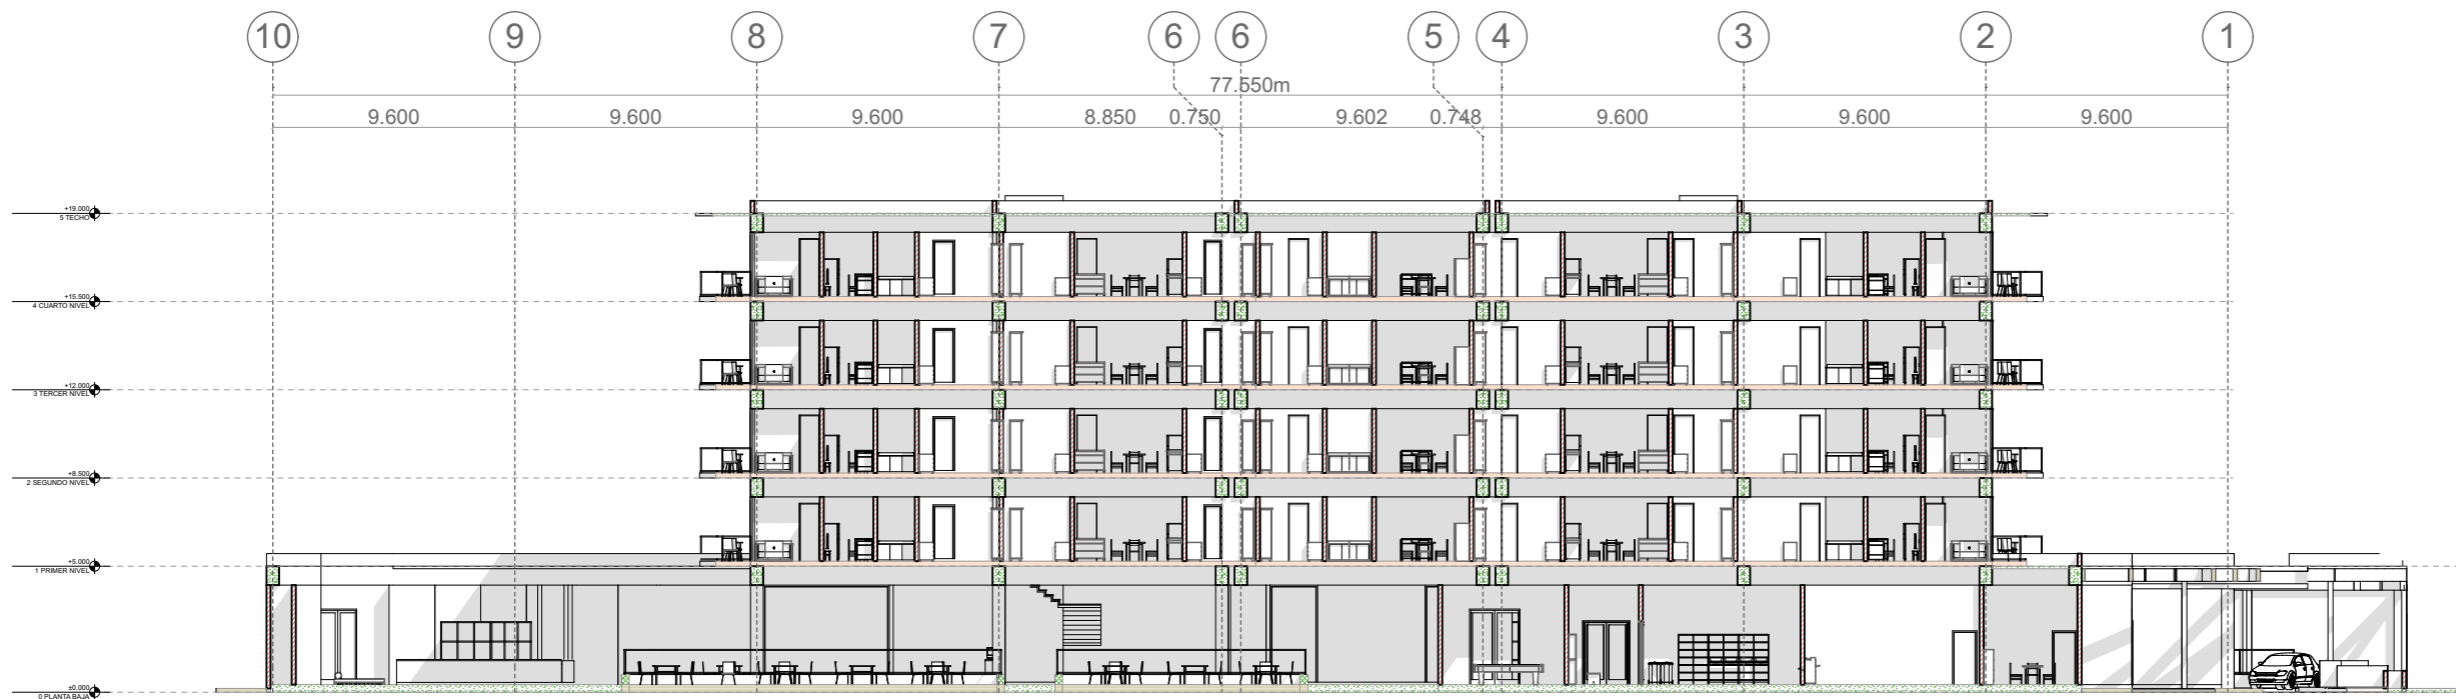 10 9 8 7 6 6 5 4 3 2 1
77.550m
9.600 9.600 9.600 8.850 0.750 9.602 0.748 9.600 9.600 9.600
+19.000
5 TECHO
+15.500
4 CUARTO NIVEL
+12.000
3 TERCER NIVEL
+8.500
2 SEGUNDO NIVEL
+5.000
1 PRIMER NIVEL
±0.000
0 PLANTA BAJA